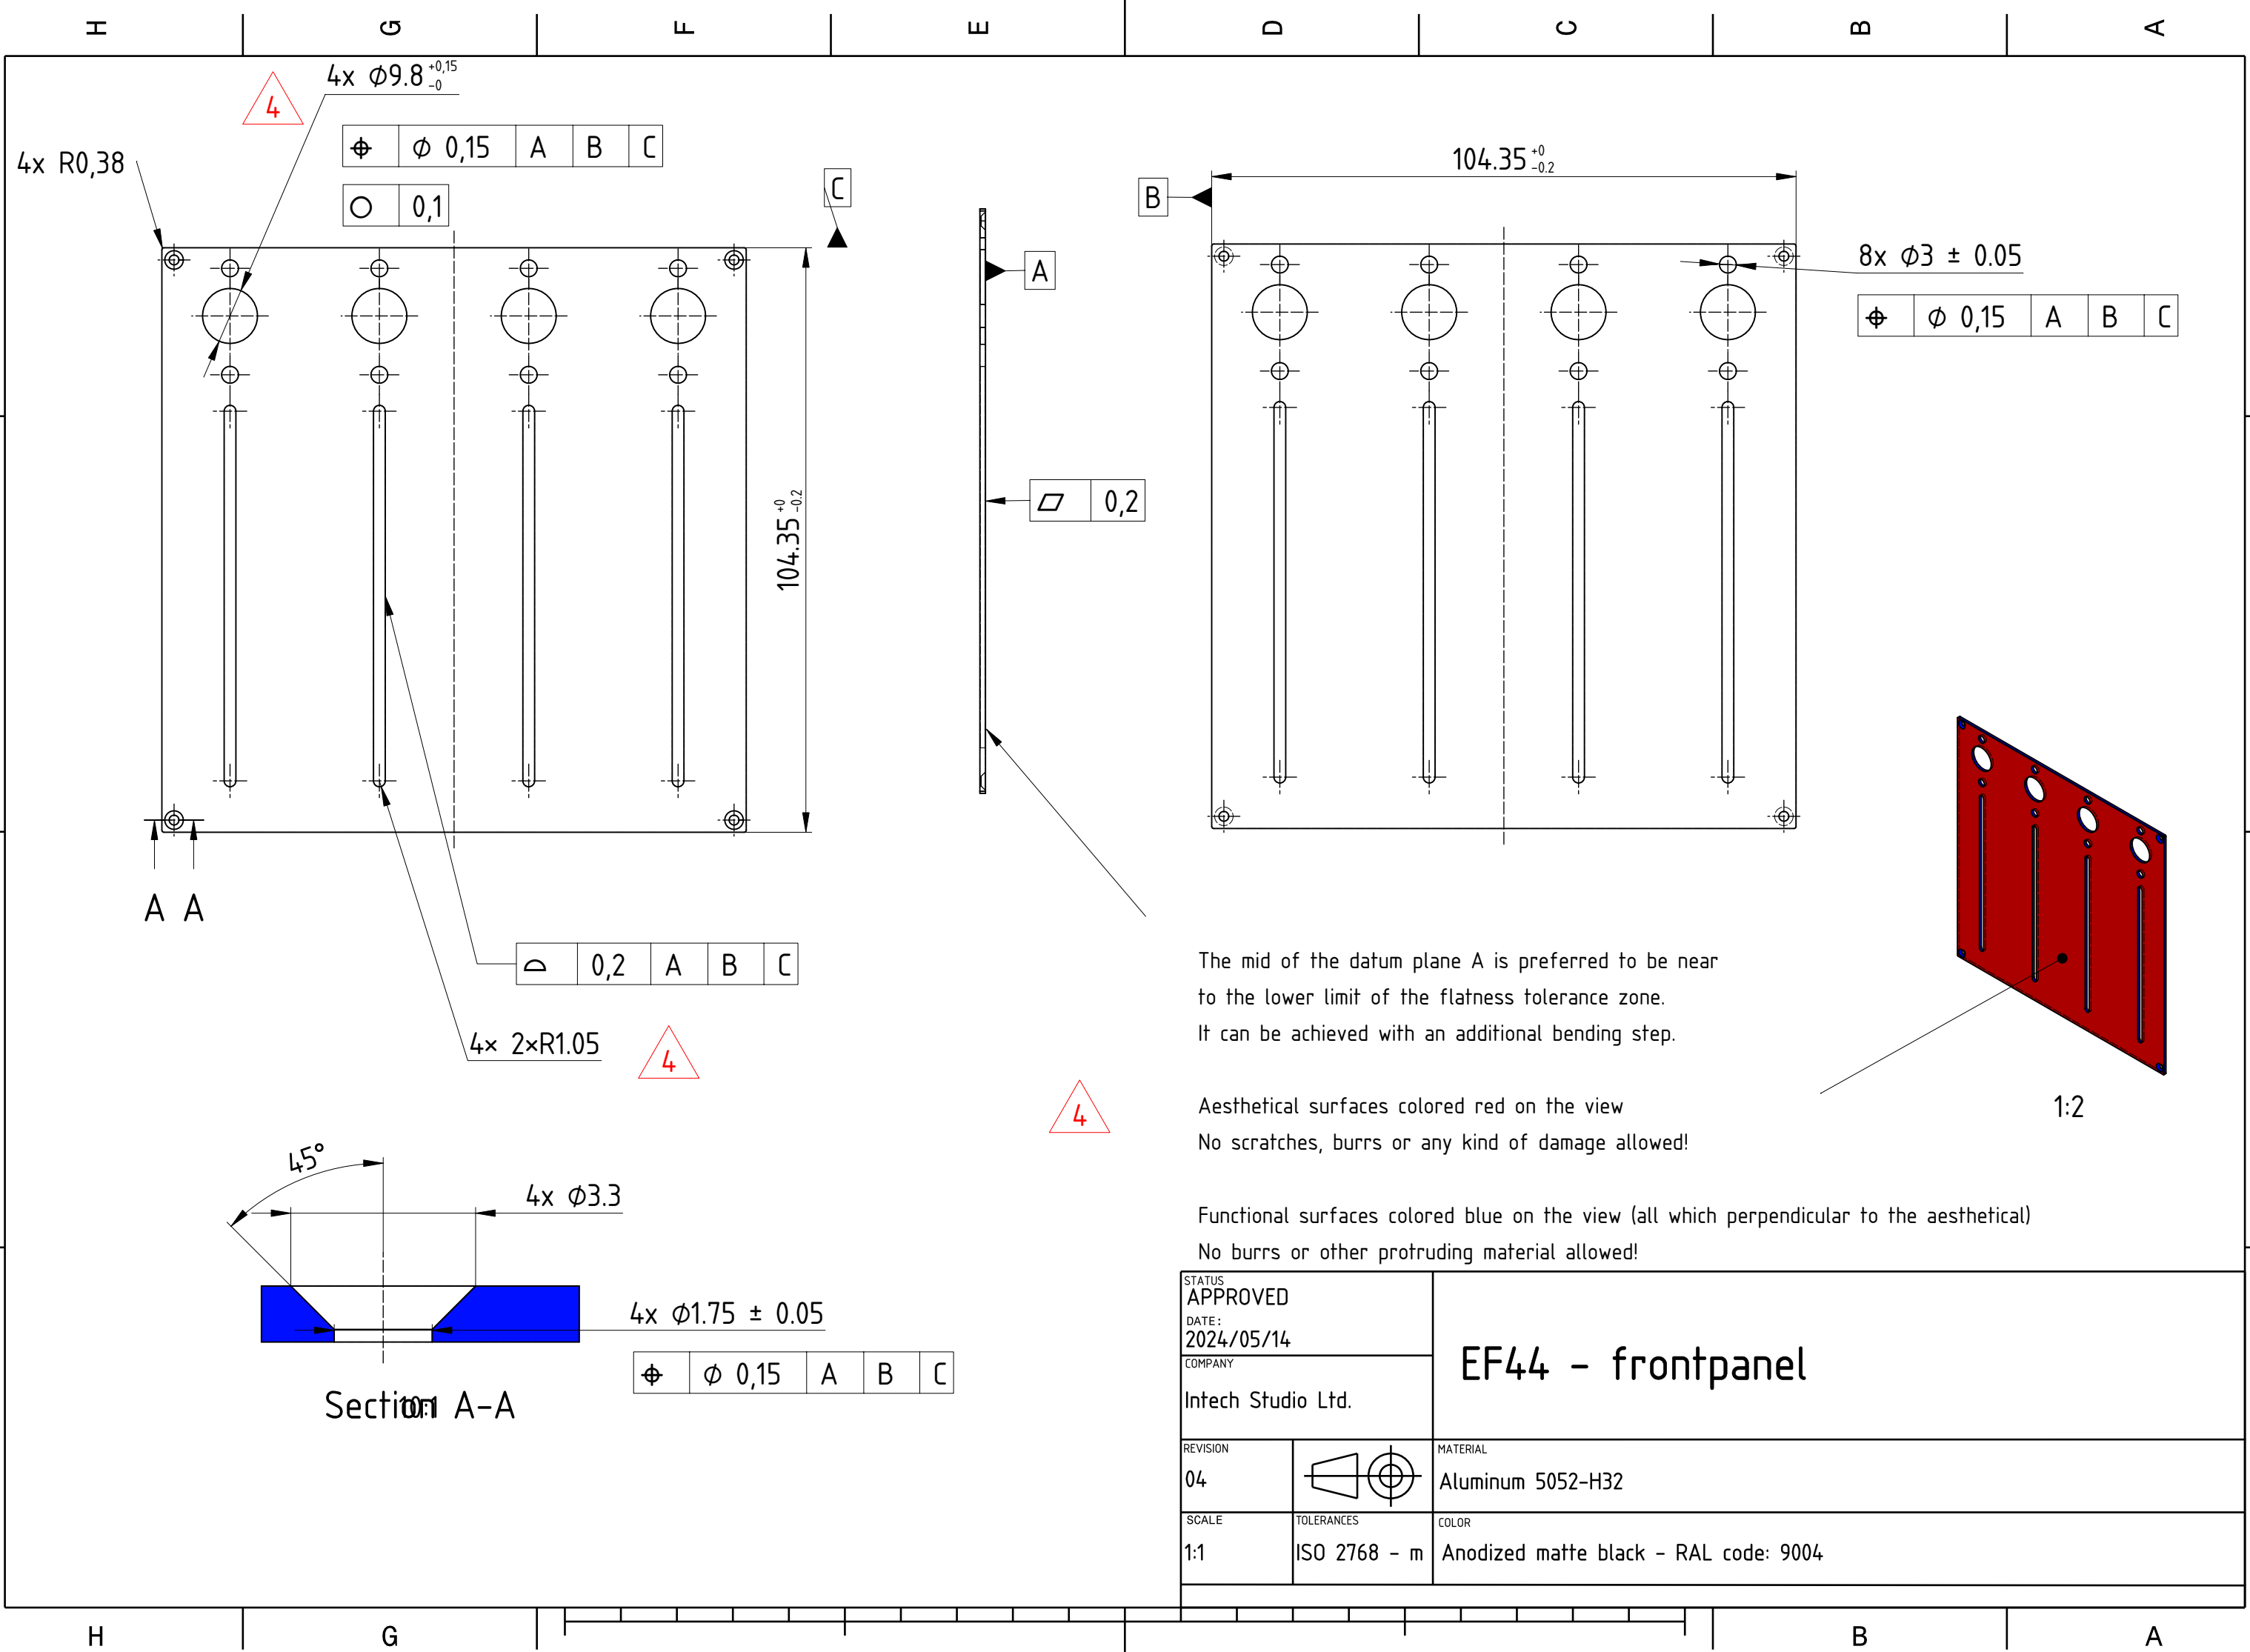 H G F E D C B A
4
4x Ø9.8 +0,15 -0
⌖ Ø 0,15 A B C
○ 0,1
4x R0,38
C
A
B
104.35 +0 -0.2
8x Ø3 ± 0.05
⌖ Ø 0,15 A B C
104.35 +0 -0.2
⏥ 0,2
A A
⌓ 0,2 A B C
4× 2×R1.05
4
The mid of the datum plane A is preferred to be near
to the lower limit of the flatness tolerance zone.
It can be achieved with an additional bending step.
4
Aesthetical surfaces colored red on the view
No scratches, burrs or any kind of damage allowed!
1:2
Functional surfaces colored blue on the view (all which perpendicular to the aesthetical)
No burrs or other protruding material allowed!
45°
4x Ø3.3
4x Ø1.75 ± 0.05
⌖ Ø 0,15 A B C
Section A-A
10:1
STATUS
APPROVED
DATE:
2024/05/14
COMPANY
Intech Studio Ltd.
EF44 - frontpanel
REVISION
04
MATERIAL
Aluminum 5052-H32
SCALE
1:1
TOLERANCES
ISO 2768 - m
COLOR
Anodized matte black - RAL code: 9004
H G B A